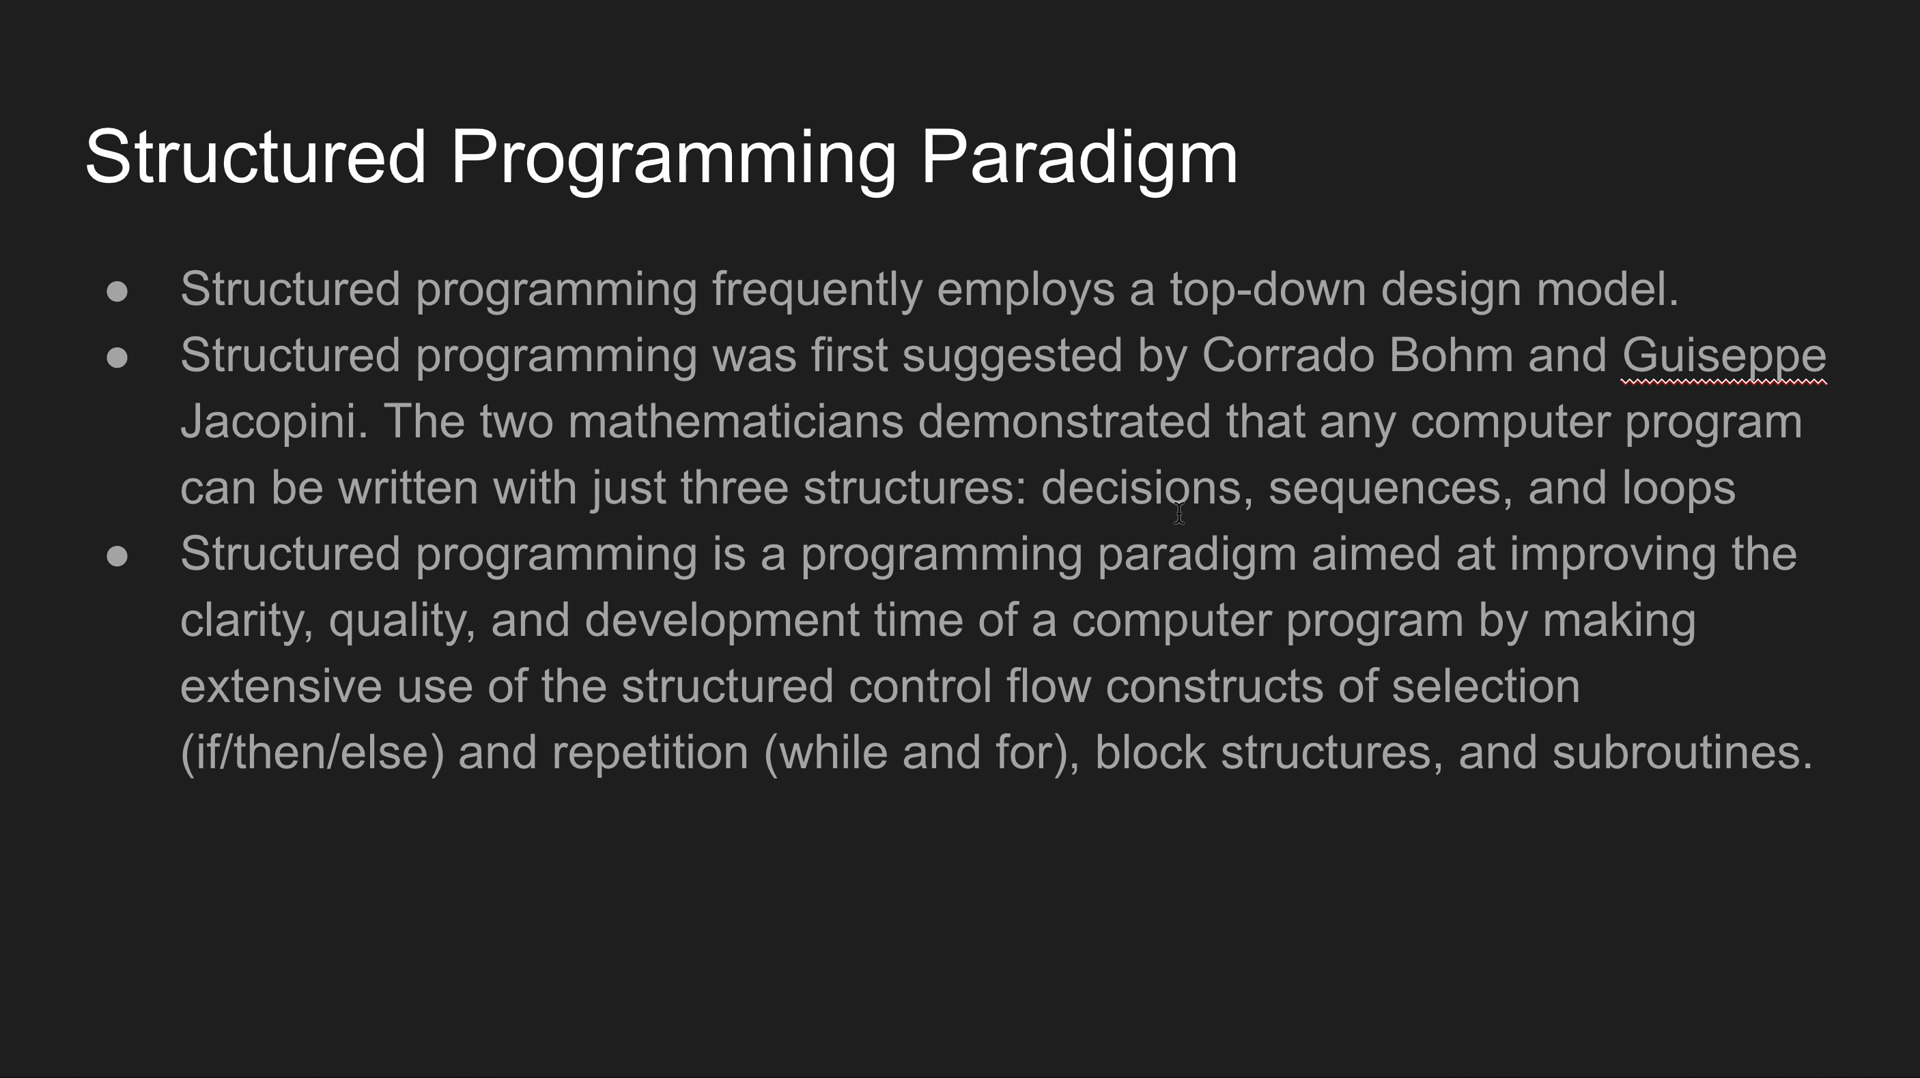 Structured Programming Paradigm
● Structured programming frequently employs a top-down design model.
● Structured programming was first suggested by Corrado Bohm and Guiseppe
Jacopini. The two mathematicians demonstrated that any computer program
can be written with just three structures: decisions, sequences, and loops
● Structured programming is a programming paradigm aimed at improving the
clarity, quality, and development time of a computer program by making
extensive use of the structured control flow constructs of selection
(if/then/else) and repetition (while and for), block structures, and subroutines.